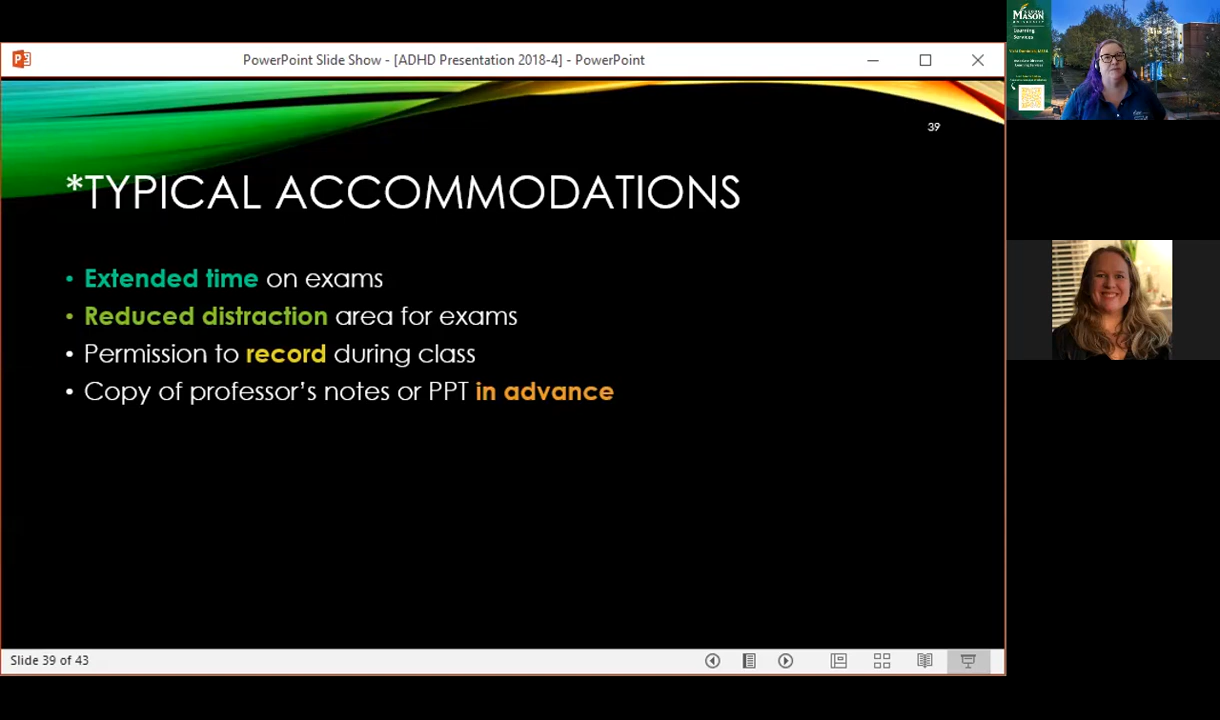 PowerPoint Slide Show - [ADHD Presentation 2018-4] - PowerPoint
39
*TYPICAL ACCOMMODATIONS
• Extended time on exams
• Reduced distraction area for exams
• Permission to record during class
• Copy of professor's notes or PPT in advance
Slide 39 of 43
MASON
Learning
Services